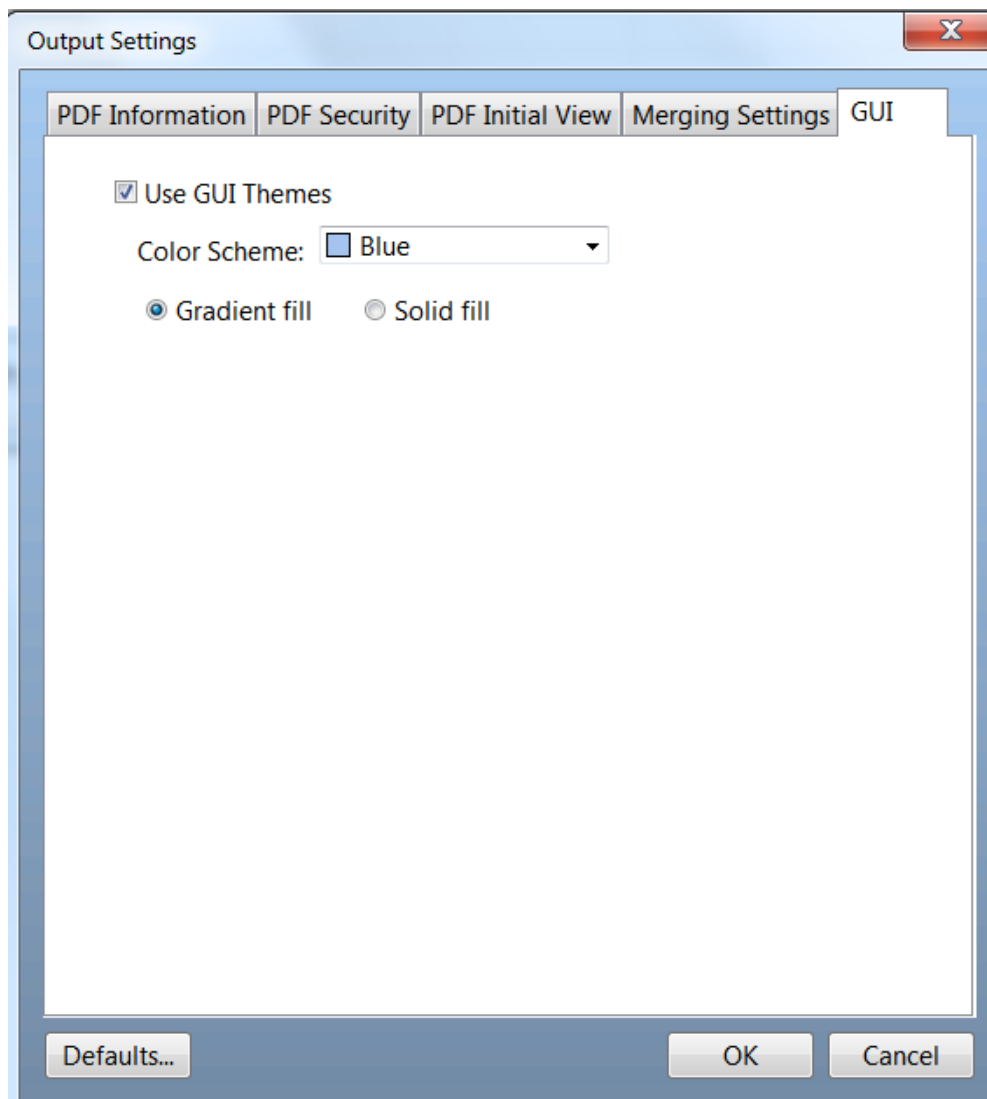 Output Settings
PDF Information PDF Security PDF Initial View Merging Settings GUI
Use GUI Themes
Color Scheme: Blue
Gradient fill Solid fill
Defaults... OK Cancel